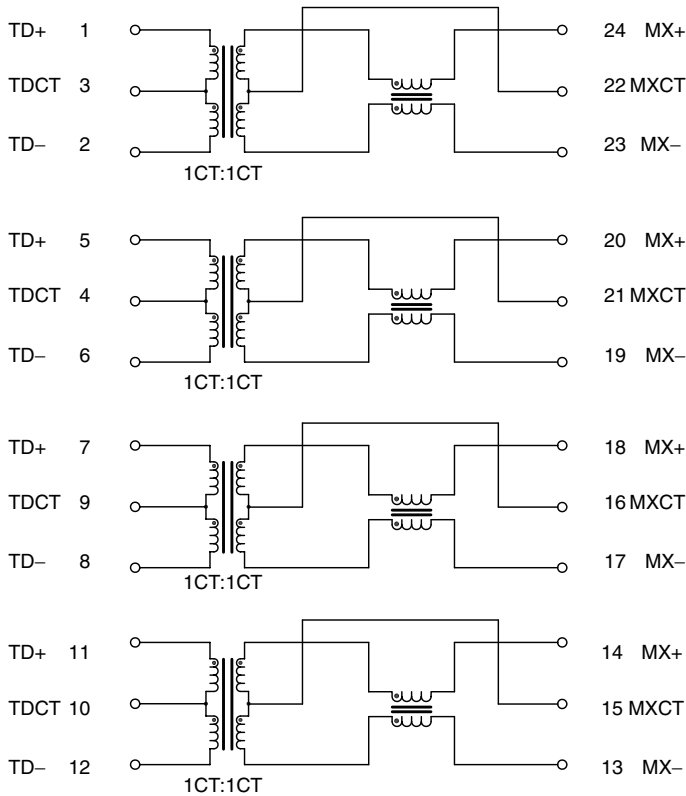 TD+ 1 24 MX+
TDCT 3 22 MXCT
TD– 2 23 MX–
1CT:1CT
TD+ 5 20 MX+
TDCT 4 21 MXCT
TD– 6 19 MX–
1CT:1CT
TD+ 7 18 MX+
TDCT 9 16 MXCT
TD– 8 17 MX–
1CT:1CT
TD+ 11 14 MX+
TDCT 10 15 MXCT
TD– 12 13 MX–
1CT:1CT